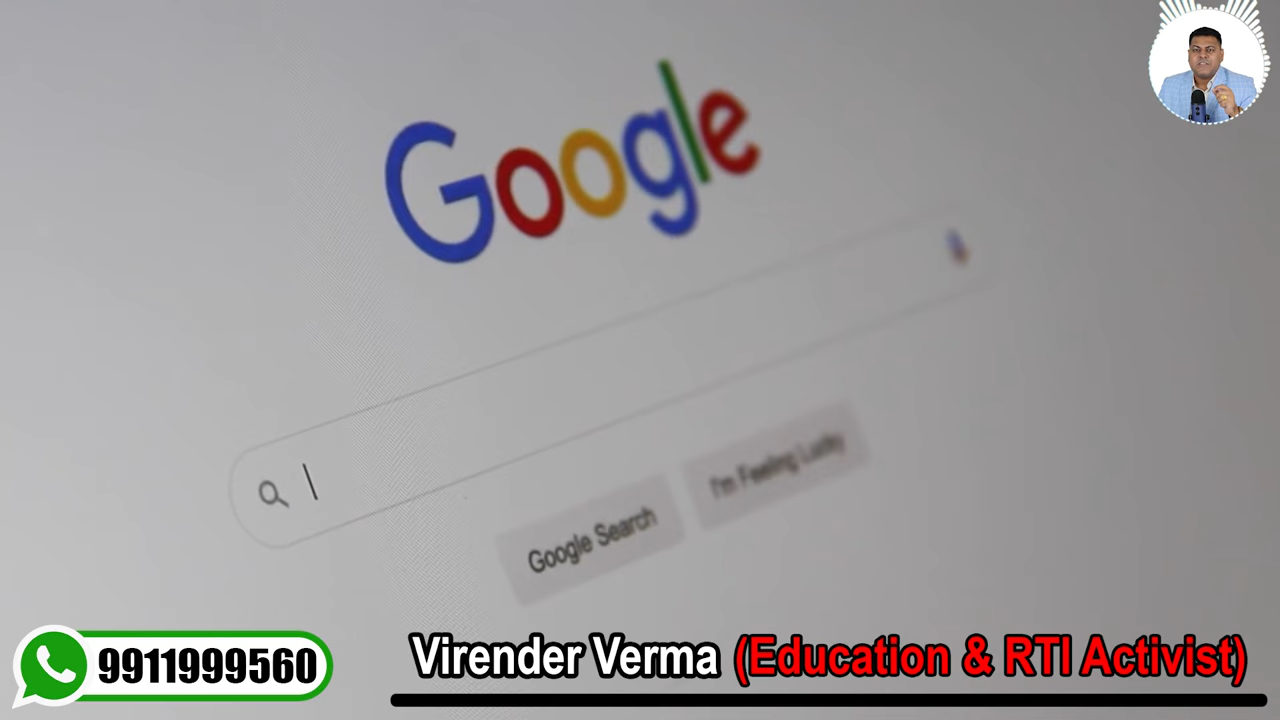 Google
Google Search
I'm Feeling Lucky
9911999560
Virender Verma (Education & RTI Activist)